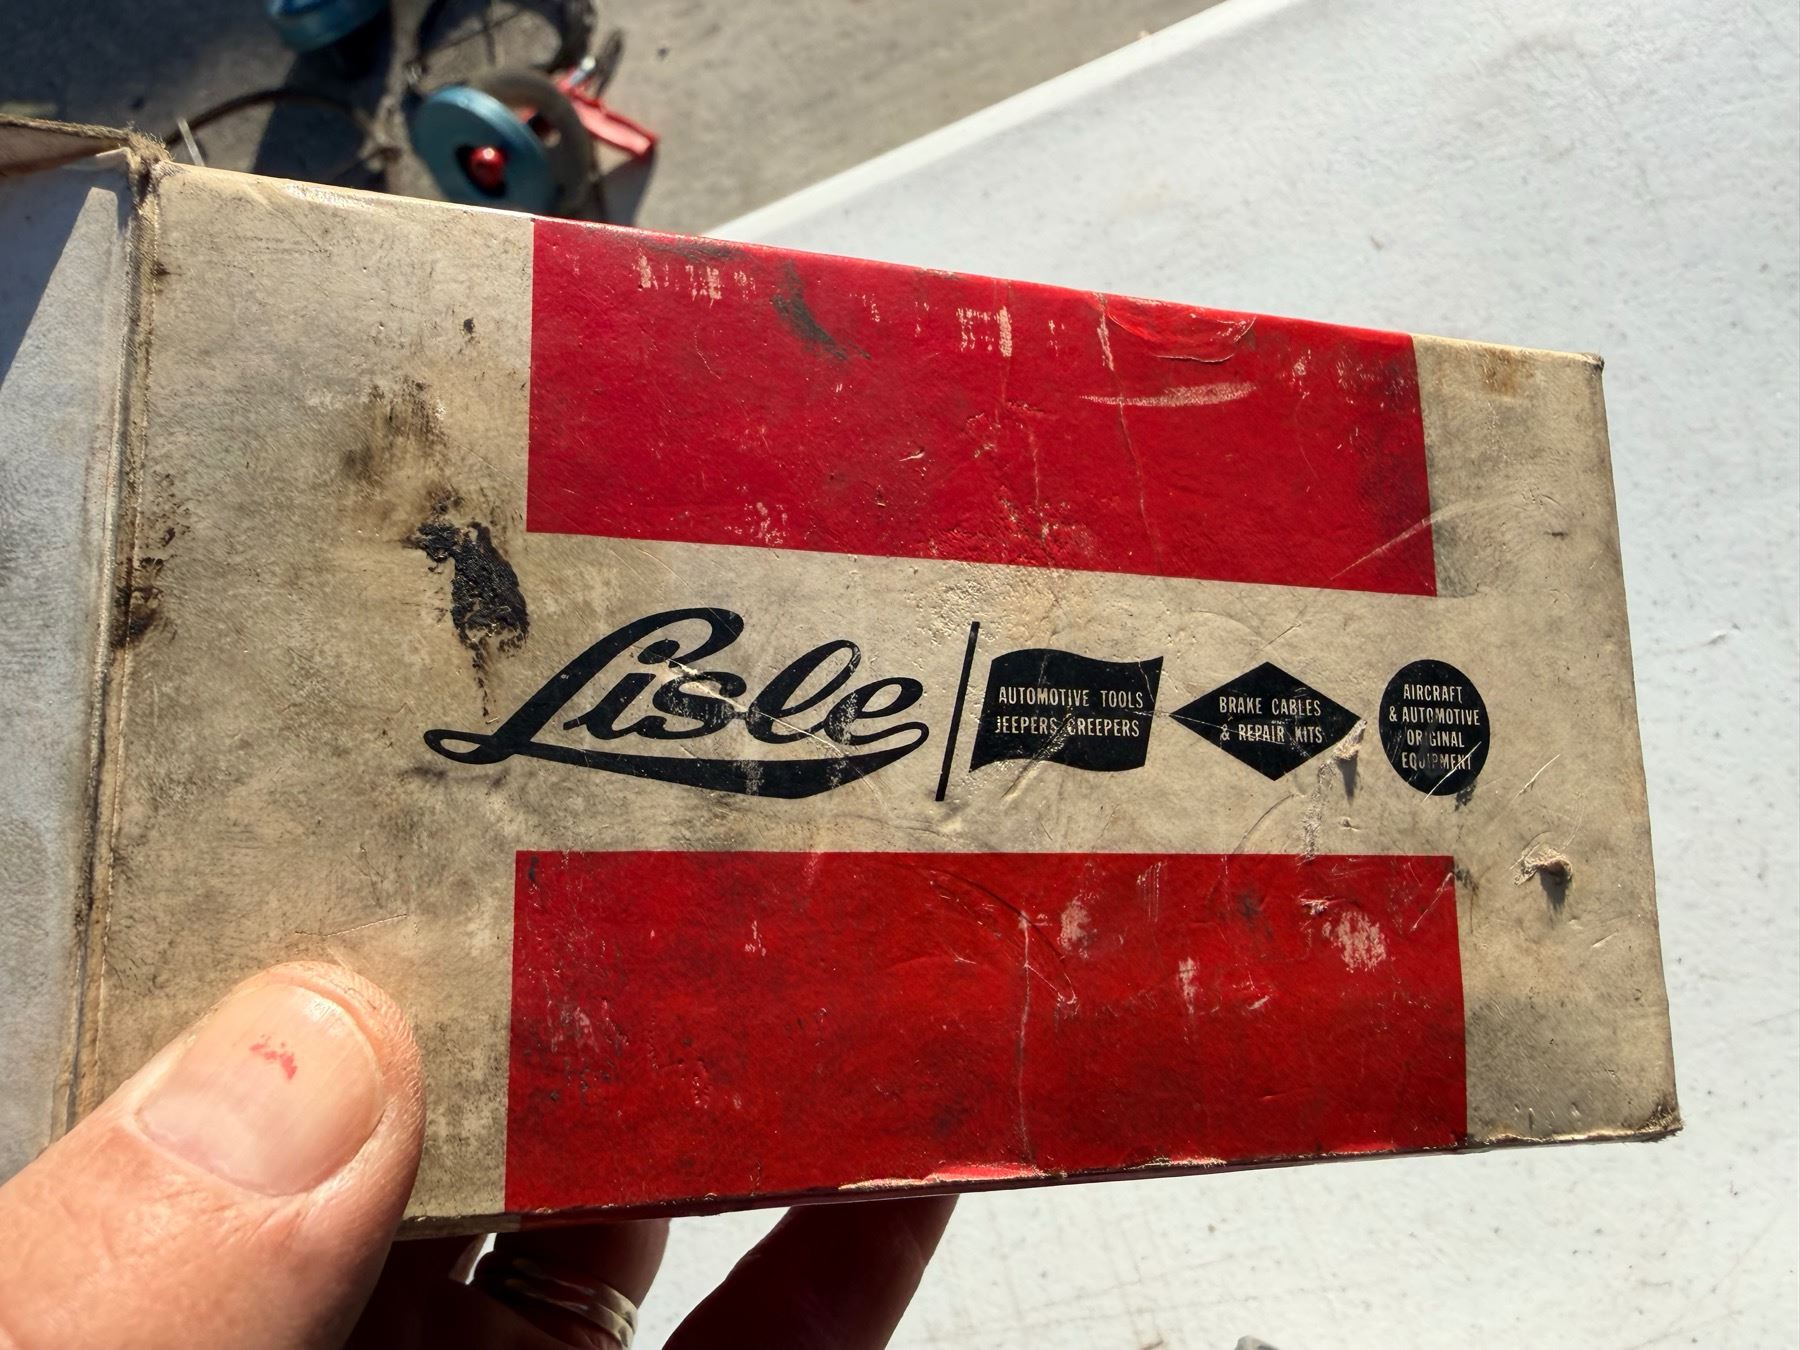 Lisle
AUTOMOTIVE TOOLS
JEEPERS CREEPERS
BRAKE CABLES
& REPAIR KITS
AIRCRAFT
& AUTOMOTIVE
ORIGINAL
EQUIPMENT